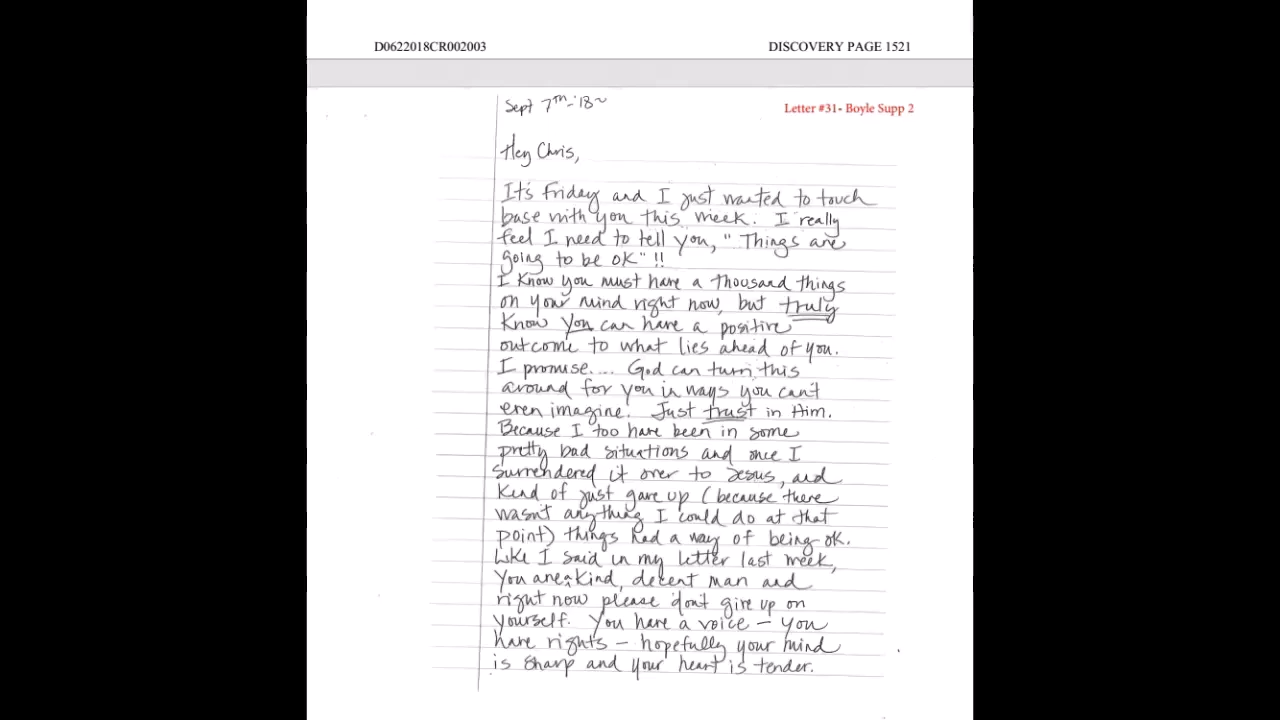 D0622018CR002003
DISCOVERY PAGE 1521
Sept 7th-'18~
Letter #31- Boyle Supp 2
Hey Chris,
It's Friday and I just wanted to touch
base with you this week. I really
feel I need to tell you, "Things are
going to be ok"!!
I know you must have a thousand things
on your mind right now, but truly
know you can have a positive
outcome to what lies ahead of you.
I promise.... God can turn this
around for you in ways you can't
even imagine. Just trust in Him.
Because I too have been in some
pretty bad situations and once I
surrendered it over to Jesus, and
kind of just gave up (because there
wasn't anything I could do at that
point) things had a way of being ok.
Like I said in my letter last week,
you are a kind, decent man and
right now please don't give up on
yourself. You have a voice – you
have rights – hopefully your mind
is sharp and your heart is tender.